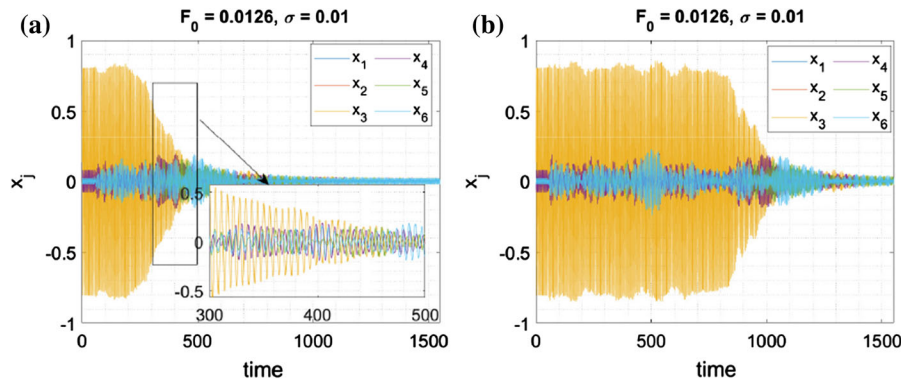 (a)
F0 = 0.0126, σ = 0.01
xj
1
0.5
0
-0.5
-1
x1 x4
x2 x5
x3 x6
0.5
0
-0.5
300 400 500
0 500 1000 1500
time
(b)
F0 = 0.0126, σ = 0.01
xj
1
0.5
0
-0.5
-1
x1 x4
x2 x5
x3 x6
0 500 1000 1500
time